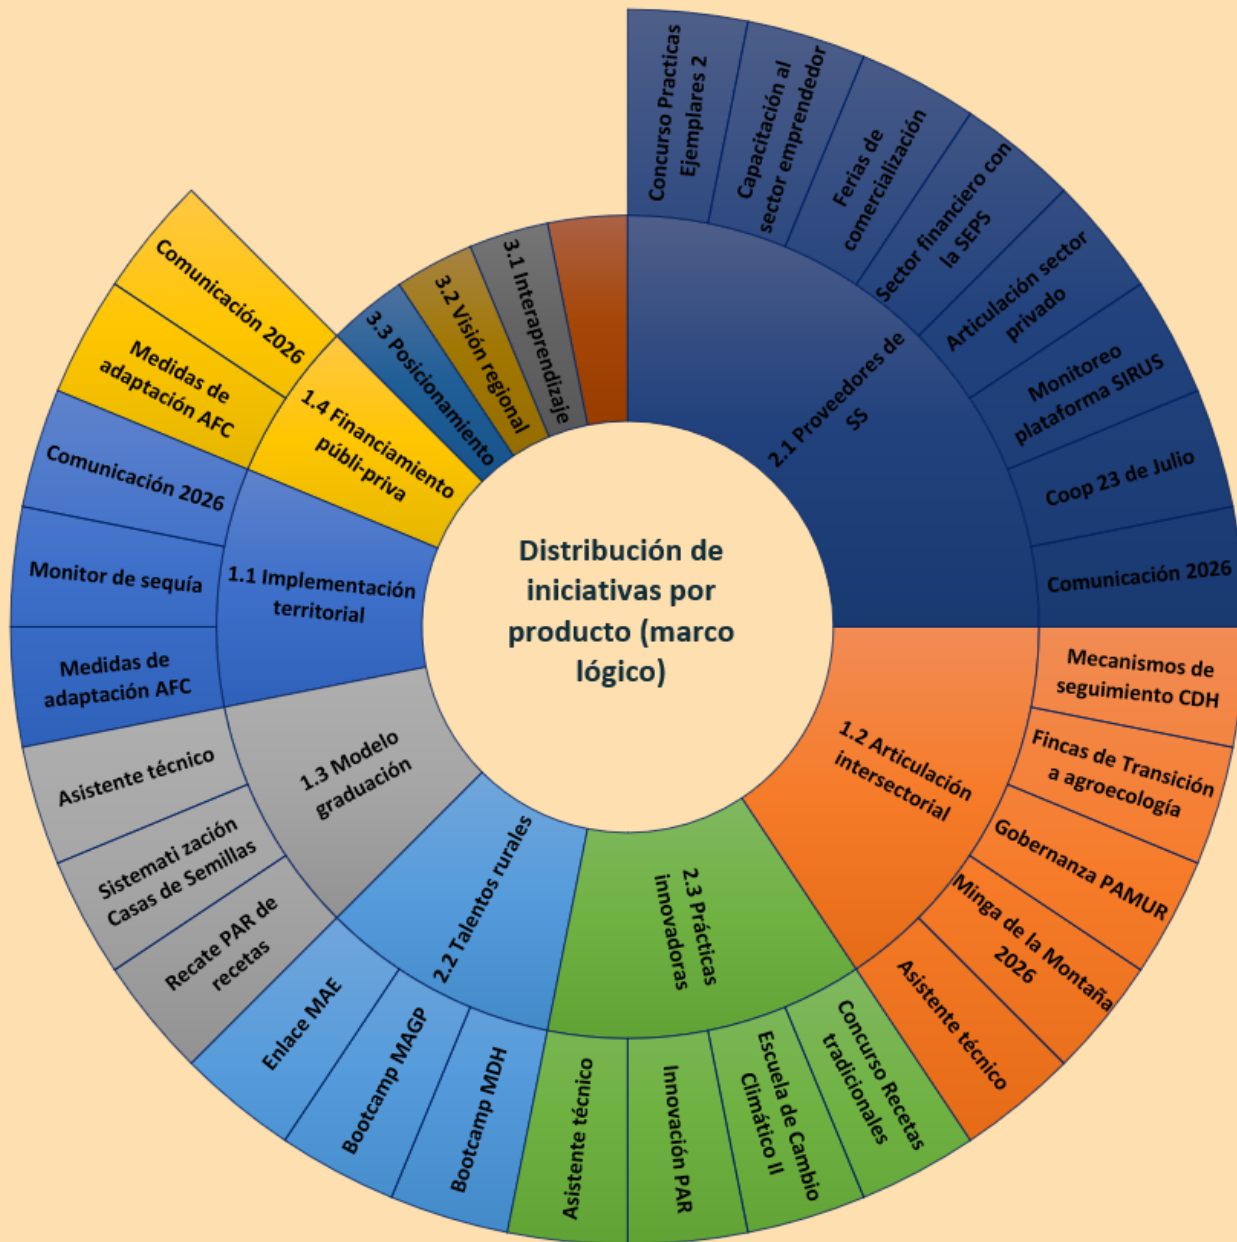 Distribución de
iniciativas por
producto (marco
lógico)
2.1 Proveedores de
SS
Concurso Practicas
Ejemplares 2
Capacitación al
sector emprendedor
Ferias de
comercialización
Sector financiero con
la SEPS
Articulación sector
privado
Monitoreo
plataforma SIRUS
Coop 23 de Julio
Comunicación 2026
1.2 Articulación
intersectorial
Mecanismos de
seguimiento CDH
Fincas de Transición
a agroecología
Gobernanza PAMUR
Minga de la Montaña
2026
Asistente técnico
2.3 Prácticas
innovadoras
Concurso Recetas
tradicionales
Escuela de Cambio
Climático II
Innovación PAR
Asistente técnico
2.2 Talentos rurales
Bootcamp MDH
Bootcamp MAGP
Enlace MAE
1.3 Modelo
graduación
Recate PAR de
recetas
Sistemati zación
Casas de Semillas
Asistente técnico
1.1 Implementación
territorial
Medidas de
adaptación AFC
Monitor de sequía
Comunicación 2026
1.4 Financiamiento
públi-priva
Medidas de
adaptación AFC
Comunicación 2026
3.3 Posicionamiento
3.2 Visión regional
3.1 Interaprendizaje